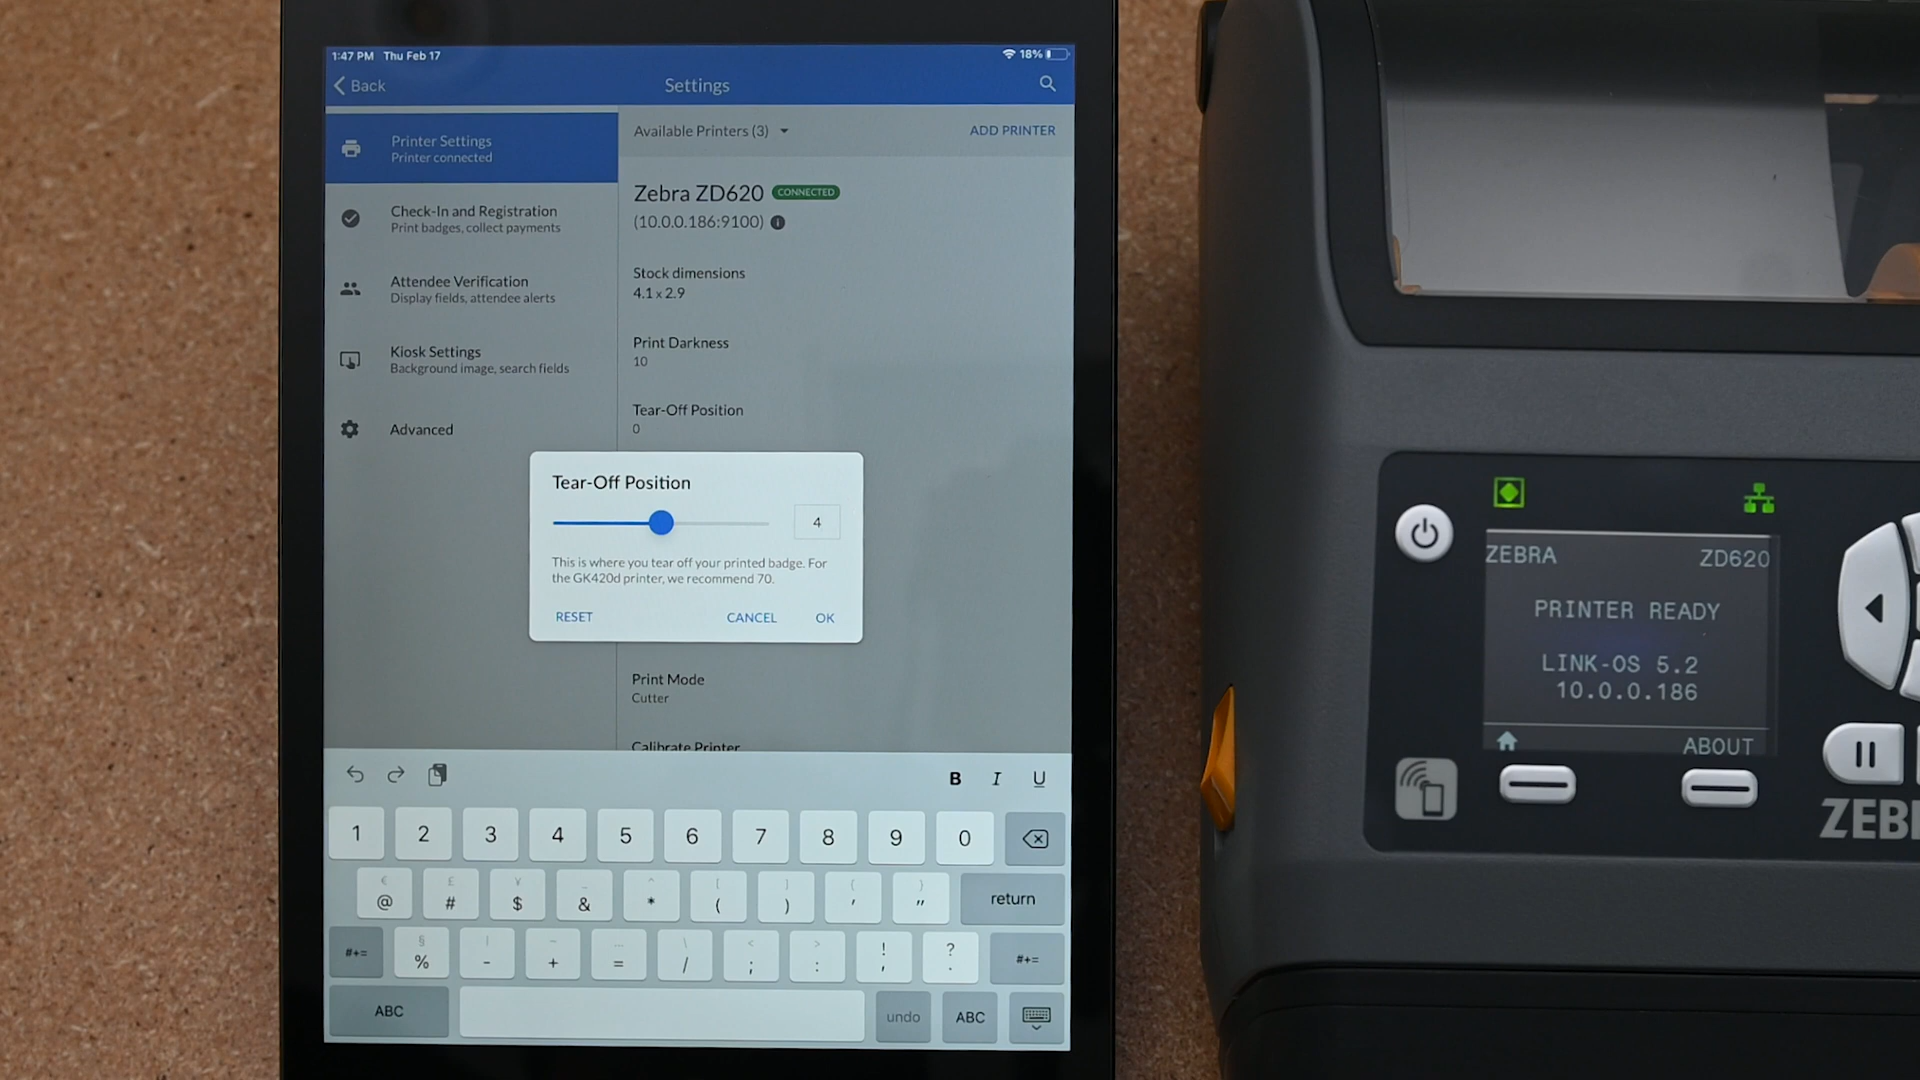 1:47 PM Thu Feb 17
18%
Back
Settings
Printer Settings
Printer connected
Check-In and Registration
Print badges, collect payments
Attendee Verification
Display fields, attendee alerts
Kiosk Settings
Background image, search fields
Advanced
Available Printers (3)
ADD PRINTER
Zebra ZD620 CONNECTED
(10.0.0.186:9100)
Stock dimensions
4.1 x 2.9
Print Darkness
10
Tear-Off Position
0
Tear-Off Position
4
This is where you tear off your printed badge. For
the GK420d printer, we recommend 70.
RESET CANCEL OK
Print Mode
Cutter
Calibrate Printer
B I U
1 2 3 4 5 6 7 8 9 0
€ £ ¥ _ ^ [ ] { }
@ # $ & * ( ) ' "
return
#+= § | ~ … \ < > ! ?
% - + = / ; : , .
#+=
ABC undo ABC
ZEBRA ZD620
PRINTER READY
LINK-OS 5.2
10.0.0.186
ABOUT
ZEB